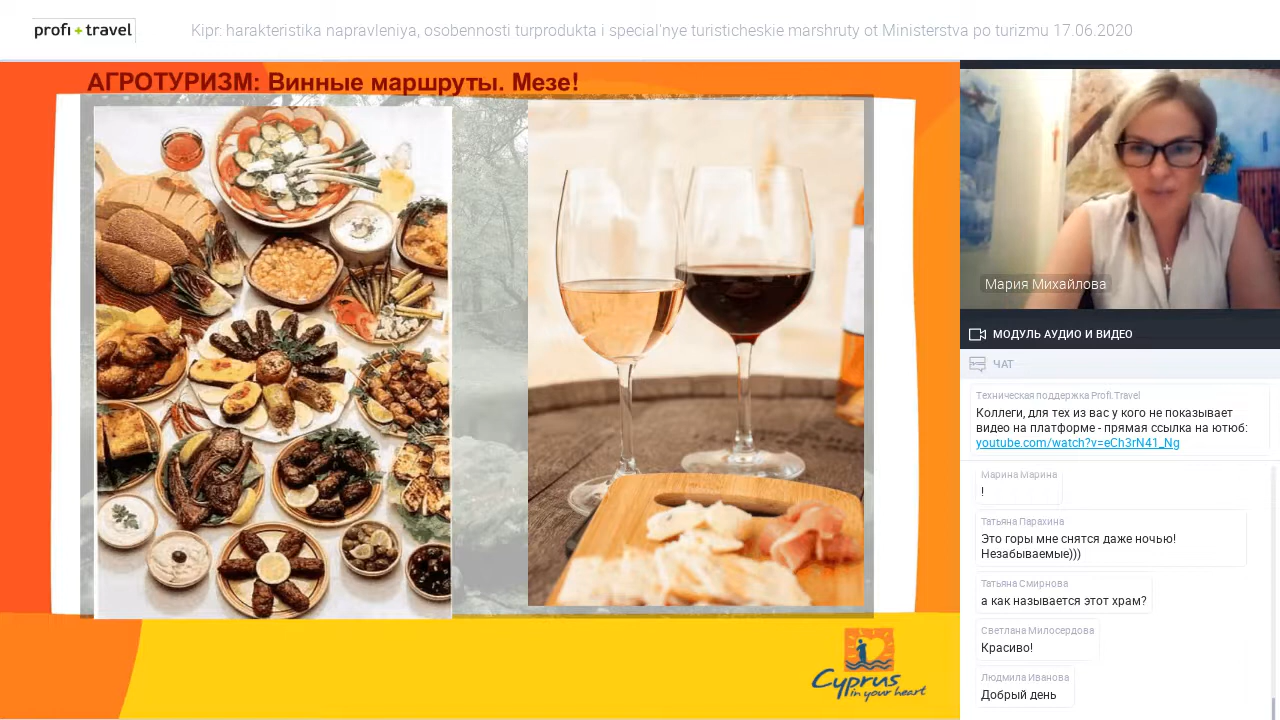 profi + travel
Kipr: harakteristika napravleniya, osobennosti turprodukta i special'nye turisticheskie marshruty ot Ministerstva po turizmu 17.06.2020
АГРОТУРИЗМ: Винные маршруты. Мезе!
Cyprus
in your heart
Мария Михайлова
МОДУЛЬ АУДИО И ВИДЕО
ЧАТ
Техническая поддержка Profi.Travel
Коллеги, для тех из вас у кого не показывает
видео на платформе - прямая ссылка на ютюб:
youtube.com/watch?v=eCh3rN41_Ng
Марина Марина
!
Татьяна Парахина
Это горы мне снятся даже ночью!
Незабываемые)))
Татьяна Смирнова
а как называется этот храм?
Светлана Милосердова
Красиво!
Людмила Иванова
Добрый день